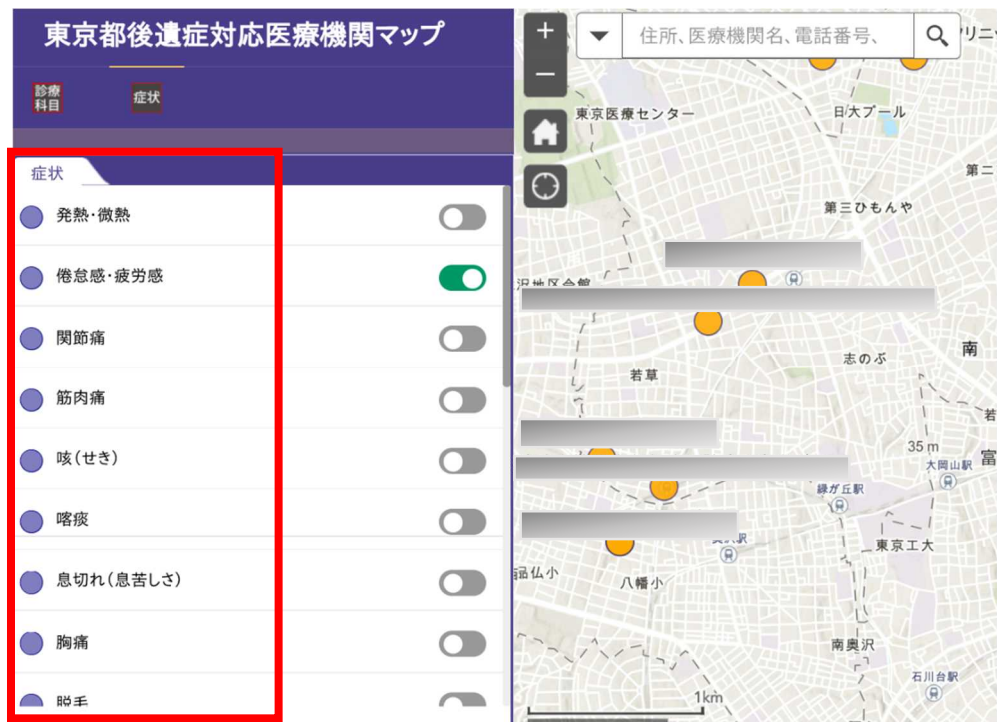 東京都後遺症対応医療機関マップ
診療
科目
症状
症状
発熱・微熱
倦怠感・疲労感
関節痛
筋肉痛
咳(せき)
喀痰
息切れ(息苦しさ)
胸痛
脱毛
+
−
住所、医療機関名、電話番号、
東京医療センター
日大プール
第二
第三ひもんや
志のぶ
南
若草
若
35 m
富
大岡山駅
緑が丘駅
東京工大
八幡小
南奥沢
石川台駅
1km